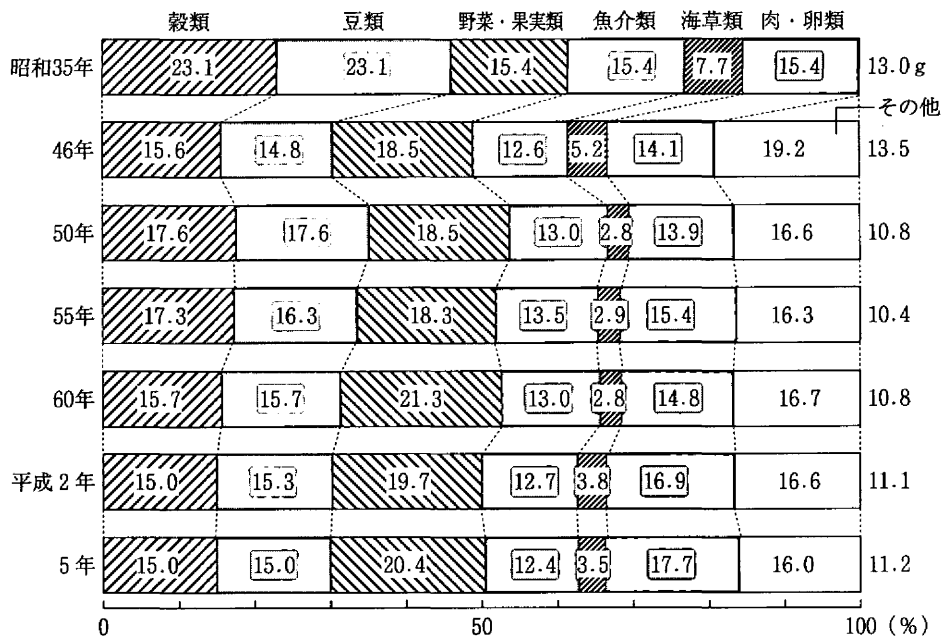 穀類 豆類 野菜・果実類 魚介類 海草類 肉・卵類
昭和35年 23.1 23.1 15.4 15.4 7.7 15.4 13.0g
その他
46年 15.6 14.8 18.5 12.6 5.2 14.1 19.2 13.5
50年 17.6 17.6 18.5 13.0 2.8 13.9 16.6 10.8
55年 17.3 16.3 18.3 13.5 2.9 15.4 16.3 10.4
60年 15.7 15.7 21.3 13.0 2.8 14.8 16.7 10.8
平成2年 15.0 15.3 19.7 12.7 3.8 16.9 16.6 11.1
5年 15.0 15.0 20.4 12.4 3.5 17.7 16.0 11.2
0 50 100 (%)